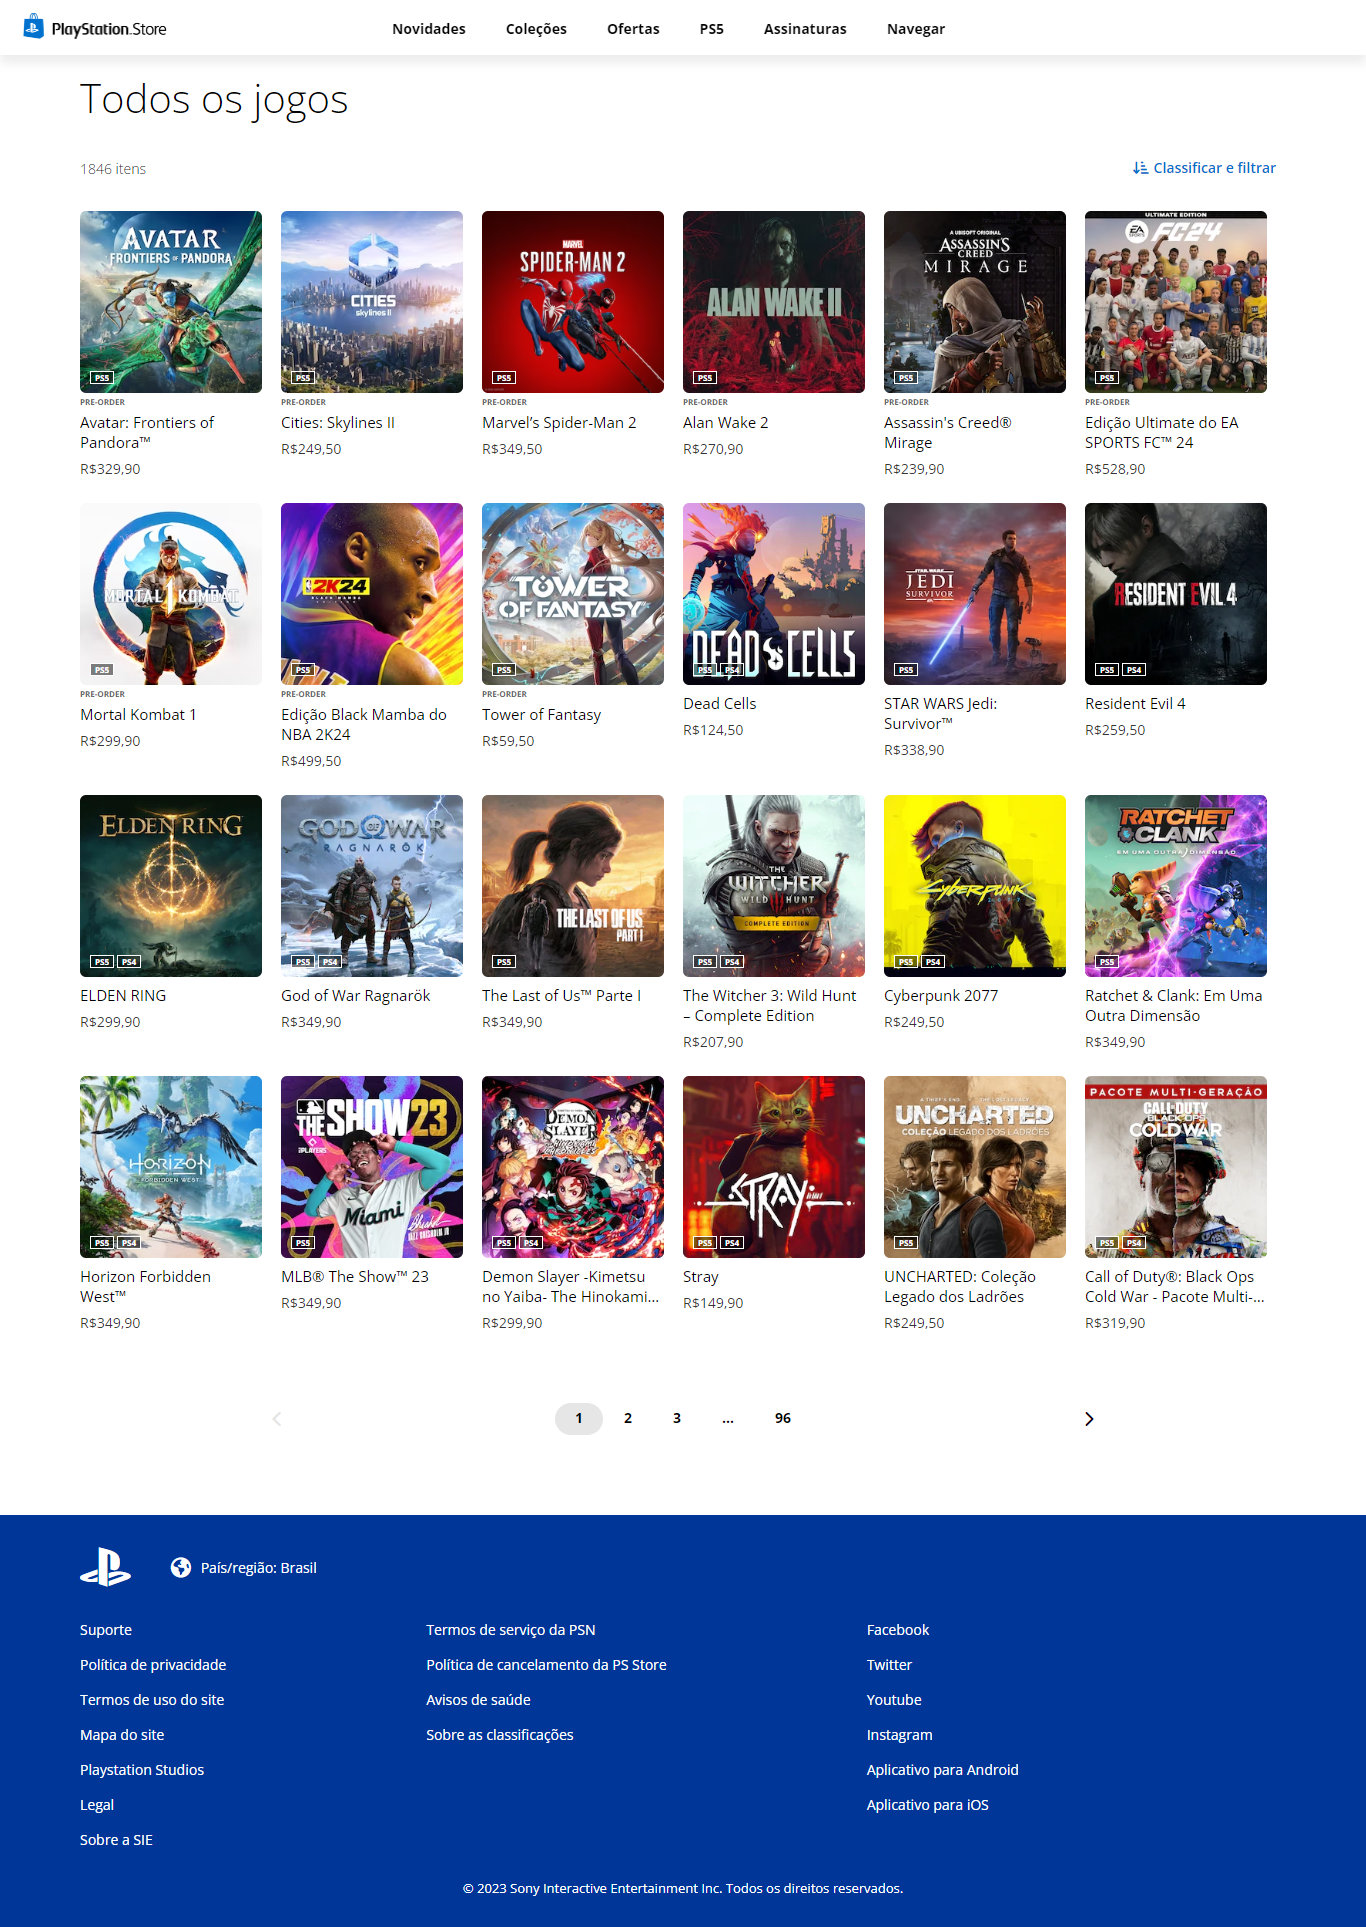 PlayStation.Store
Novidades
Coleções
Ofertas
PS5
Assinaturas
Navegar
Todos os jogos
1846 itens
Classificar e filtrar
AVATAR
FRONTIERS OF PANDORA
PS5
PRE-ORDER
Avatar: Frontiers of
Pandora™
R$329,90
CITIES
skylines II
PS5
PRE-ORDER
Cities: Skylines II
R$249,50
MARVEL
SPIDER-MAN 2
PS5
PRE-ORDER
Marvel’s Spider-Man 2
R$349,50
ALAN WAKE II
PS5
PRE-ORDER
Alan Wake 2
R$270,90
A UBISOFT ORIGINAL
ASSASSIN'S
CREED
MIRAGE
PS5
PRE-ORDER
Assassin's Creed®
Mirage
R$239,90
ULTIMATE EDITION
EA SPORTS FC24
PS5
PRE-ORDER
Edição Ultimate do EA
SPORTS FC™ 24
R$528,90
MORTAL KOMBAT 1
PS5
PRE-ORDER
Mortal Kombat 1
R$299,90
2K24
BLACK MAMBA
EDITION
PS5
PRE-ORDER
Edição Black Mamba do
NBA 2K24
R$499,50
TOWER
OF FANTASY
PS5
PRE-ORDER
Tower of Fantasy
R$59,50
DEAD CELLS
PS5 PS4
Dead Cells
R$124,50
STAR WARS
JEDI
SURVIVOR
PS5
STAR WARS Jedi:
Survivor™
R$338,90
RESIDENT EVIL 4
PS5 PS4
Resident Evil 4
R$259,50
ELDEN RING
PS5 PS4
ELDEN RING
R$299,90
GOD OF WAR
RAGNARÖK
PS5 PS4
God of War Ragnarök
R$349,90
THE LAST OF US
PART I
PS5
The Last of Us™ Parte I
R$349,90
THE
WITCHER
WILD HUNT
COMPLETE EDITION
PS5 PS4
The Witcher 3: Wild Hunt
– Complete Edition
R$207,90
Cyberpunk
2077
PS5 PS4
Cyberpunk 2077
R$249,50
RATCHET
CLANK
EM UMA OUTRA DIMENSÃO
PS5
Ratchet & Clank: Em Uma
Outra Dimensão
R$349,90
HORIZON
FORBIDDEN WEST
PS5 PS4
Horizon Forbidden
West™
R$349,90
THE SHOW 23
Miami
JAZZ CHISHOLM JR
PS5
MLB® The Show™ 23
R$349,90
DEMON
SLAYER
PS5 PS4
Demon Slayer -Kimetsu
no Yaiba- The Hinokami...
R$299,90
STRAY
PS5 PS4
Stray
R$149,90
UNCHARTED
COLEÇÃO LEGADO DOS LADRÕES
PS5
UNCHARTED: Coleção
Legado dos Ladrões
R$249,50
PACOTE MULTI-GERAÇÃO
CALL OF DUTY
BLACK OPS
COLD WAR
PS5 PS4
Call of Duty®: Black Ops
Cold War - Pacote Multi-...
R$319,90
1
2
3
...
96
País/região: Brasil
Suporte
Política de privacidade
Termos de uso do site
Mapa do site
Playstation Studios
Legal
Sobre a SIE
Termos de serviço da PSN
Política de cancelamento da PS Store
Avisos de saúde
Sobre as classificações
Facebook
Twitter
Youtube
Instagram
Aplicativo para Android
Aplicativo para iOS
© 2023 Sony Interactive Entertainment Inc. Todos os direitos reservados.